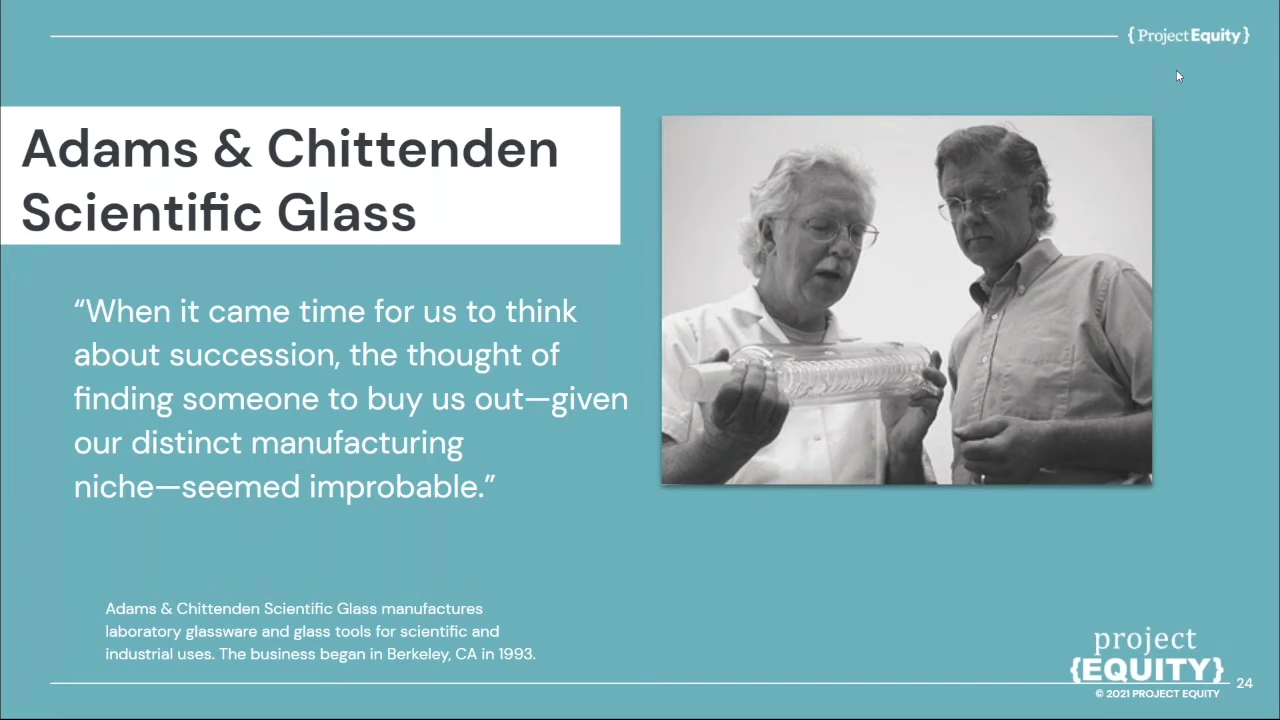 {Project Equity}
Adams & Chittenden
Scientific Glass
“When it came time for us to think
about succession, the thought of
finding someone to buy us out—given
our distinct manufacturing
niche—seemed improbable.”
Adams & Chittenden Scientific Glass manufactures
laboratory glassware and glass tools for scientific and
industrial uses. The business began in Berkeley, CA in 1993.
project
{EQUITY}
© 2021 PROJECT EQUITY
24